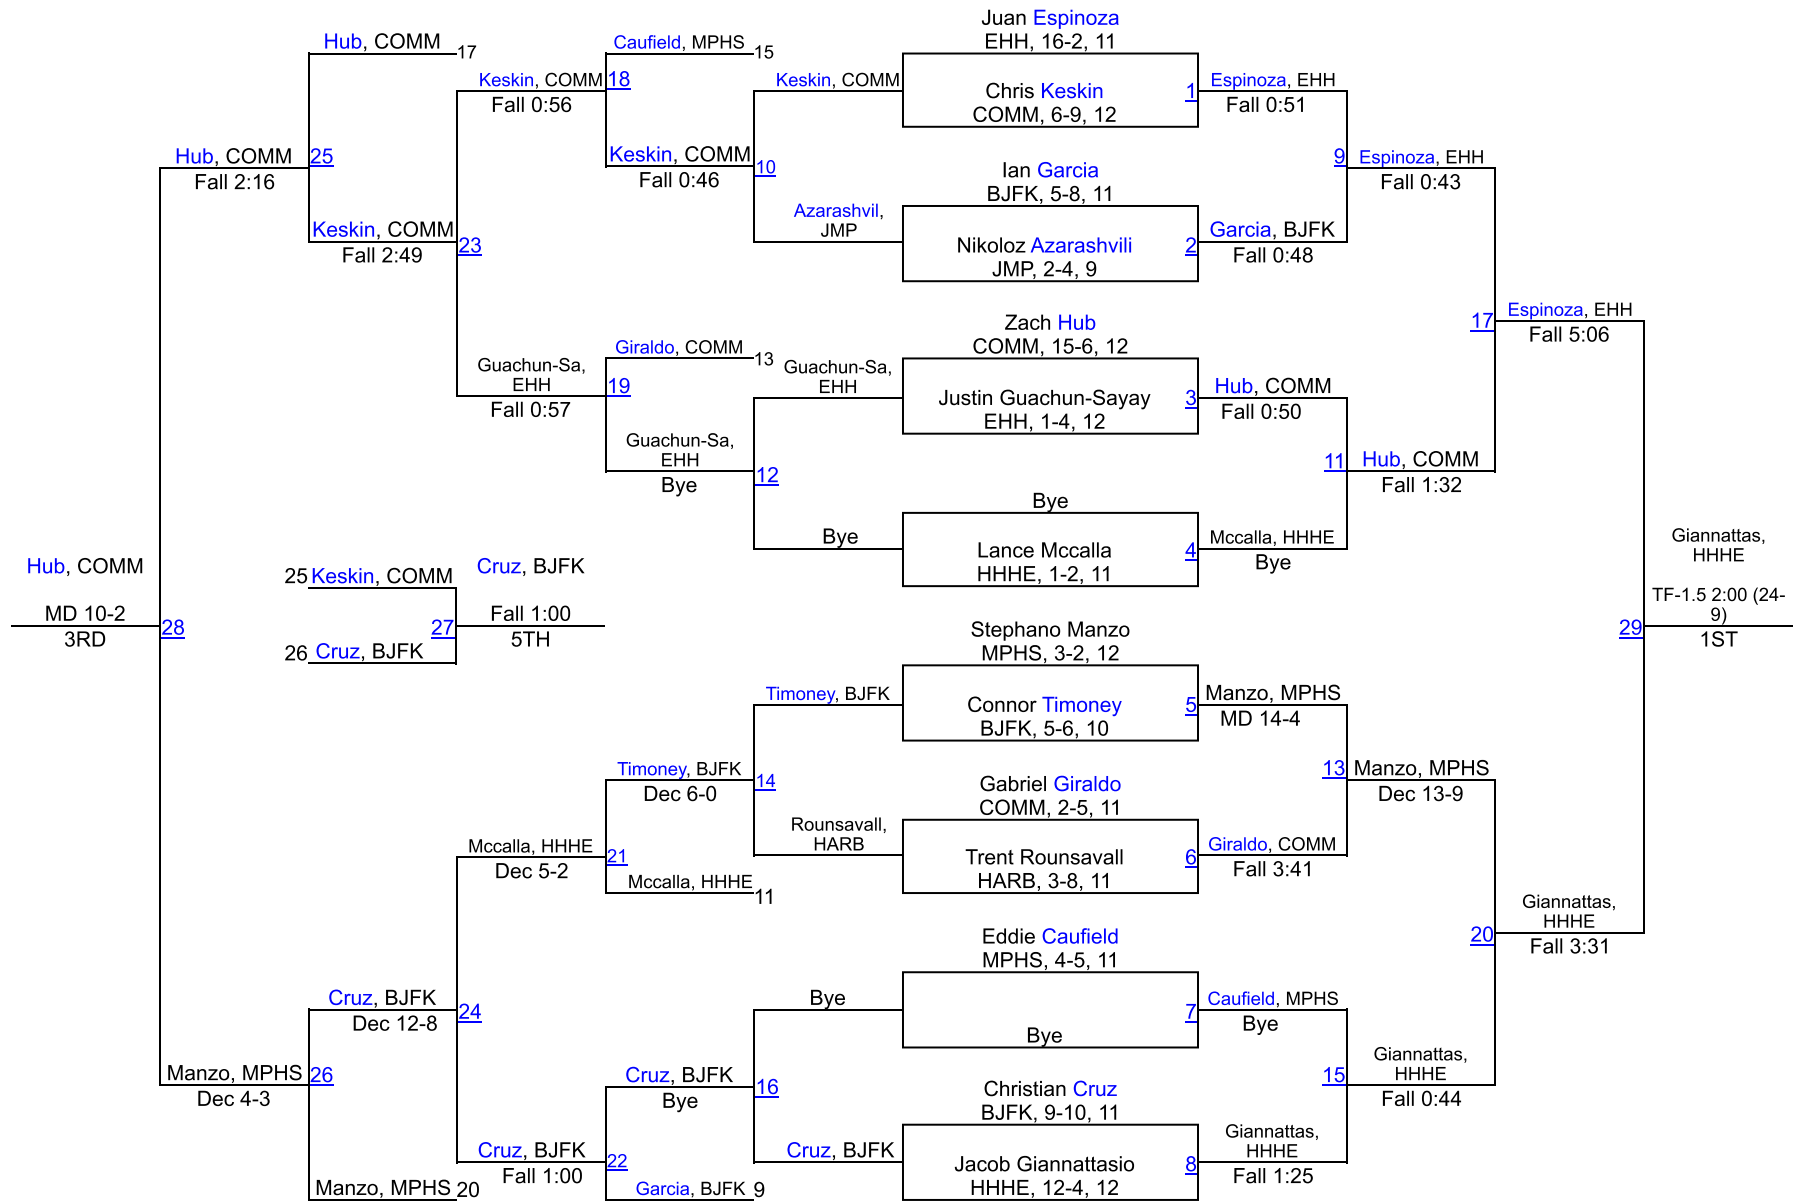 Juan Espinoza
EHH, 16-2, 11
Hub, COMM
17
Caufield, MPHS
15
Keskin, COMM
18
Fall 0:56
Keskin, COMM
Chris Keskin
COMM, 6-9, 12
1
Espinoza, EHH
Fall 0:51
Hub, COMM
25
Fall 2:16
Keskin, COMM
10
Fall 0:46
Ian Garcia
BJFK, 5-8, 11
9
Espinoza, EHH
Fall 0:43
Keskin, COMM
23
Fall 2:49
Azarashvil,
JMP
Nikoloz Azarashvili
JMP, 2-4, 9
2
Garcia, BJFK
Fall 0:48
Zach Hub
COMM, 15-6, 12
17
Espinoza, EHH
Fall 5:06
Giraldo, COMM
13
Guachun-Sa,
EHH
19
Fall 0:57
Guachun-Sa,
EHH
Justin Guachun-Sayay
EHH, 1-4, 12
3
Hub, COMM
Fall 0:50
Guachun-Sa,
EHH
12
Bye
11
Hub, COMM
Fall 1:32
Bye
Bye
Lance Mccalla
HHHE, 1-2, 11
4
Mccalla, HHHE
Bye
Hub, COMM
MD 10-2
28
3RD
25
Keskin, COMM
Cruz, BJFK
Fall 1:00
27
5TH
26
Cruz, BJFK
Giannattas,
HHHE
TF-1.5 2:00 (24-
9)
29
1ST
Stephano Manzo
MPHS, 3-2, 12
Timoney, BJFK
Connor Timoney
BJFK, 5-6, 10
5
Manzo, MPHS
MD 14-4
Timoney, BJFK
14
Dec 6-0
Gabriel Giraldo
COMM, 2-5, 11
13
Manzo, MPHS
Dec 13-9
Rounsavall,
HARB
Trent Rounsavall
HARB, 3-8, 11
6
Giraldo, COMM
Fall 3:41
Mccalla, HHHE
21
Dec 5-2
Mccalla, HHHE
11
Eddie Caufield
MPHS, 4-5, 11
20
Giannattas,
HHHE
Fall 3:31
Cruz, BJFK
24
Dec 12-8
Bye
Bye
7
Caufield, MPHS
Bye
Manzo, MPHS
26
Dec 4-3
Cruz, BJFK
16
Bye
Christian Cruz
BJFK, 9-10, 11
15
Giannattas,
HHHE
Fall 0:44
Cruz, BJFK
22
Fall 1:00
Cruz, BJFK
Jacob Giannattasio
HHHE, 12-4, 12
8
Giannattas,
HHHE
Fall 1:25
Manzo, MPHS
20
Garcia, BJFK
9